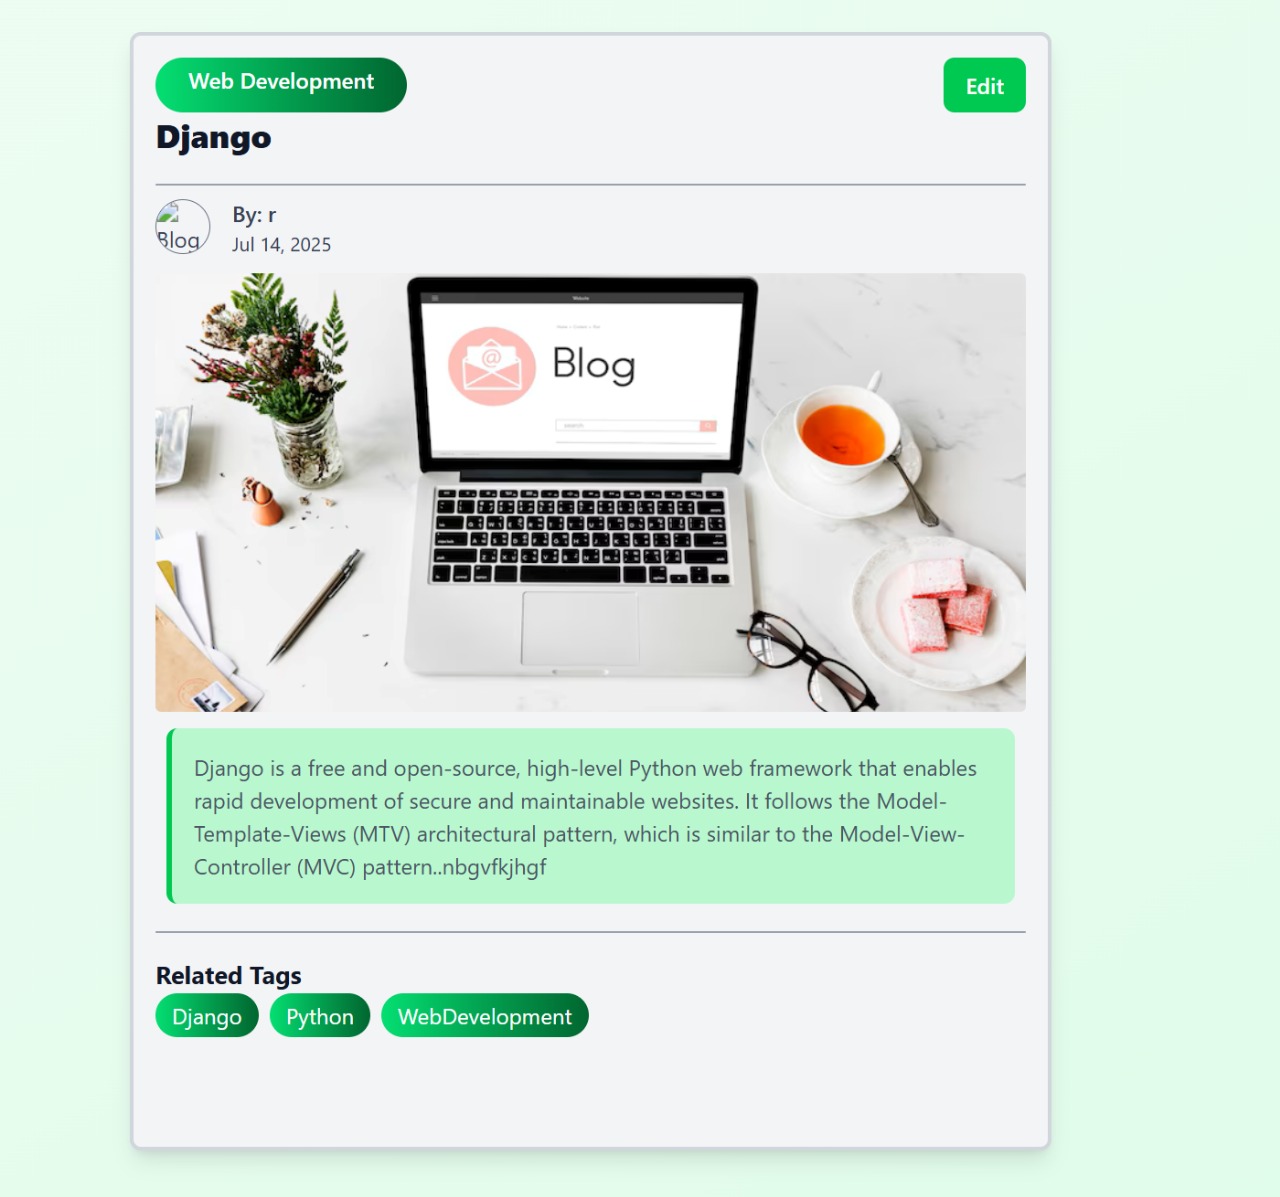 Web Development
Edit
Django
Blog
By: r
Jul 14, 2025
Website
Blog
search
Django is a free and open-source, high-level Python web framework that enables
rapid development of secure and maintainable websites. It follows the Model-
Template-Views (MTV) architectural pattern, which is similar to the Model-View-
Controller (MVC) pattern..nbgvfkjhgf
Related Tags
Django
Python
WebDevelopment